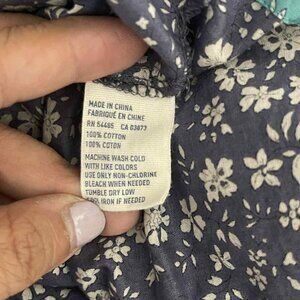 MADE IN CHINA
FABRIQUÉ EN CHINE
RN 54485 CA 03073
100% COTTON
100% COTON
MACHINE WASH COLD
WITH LIKE COLORS
USE ONLY NON-CHLORINE
BLEACH WHEN NEEDED
TUMBLE DRY LOW
COOL IRON IF NEEDED